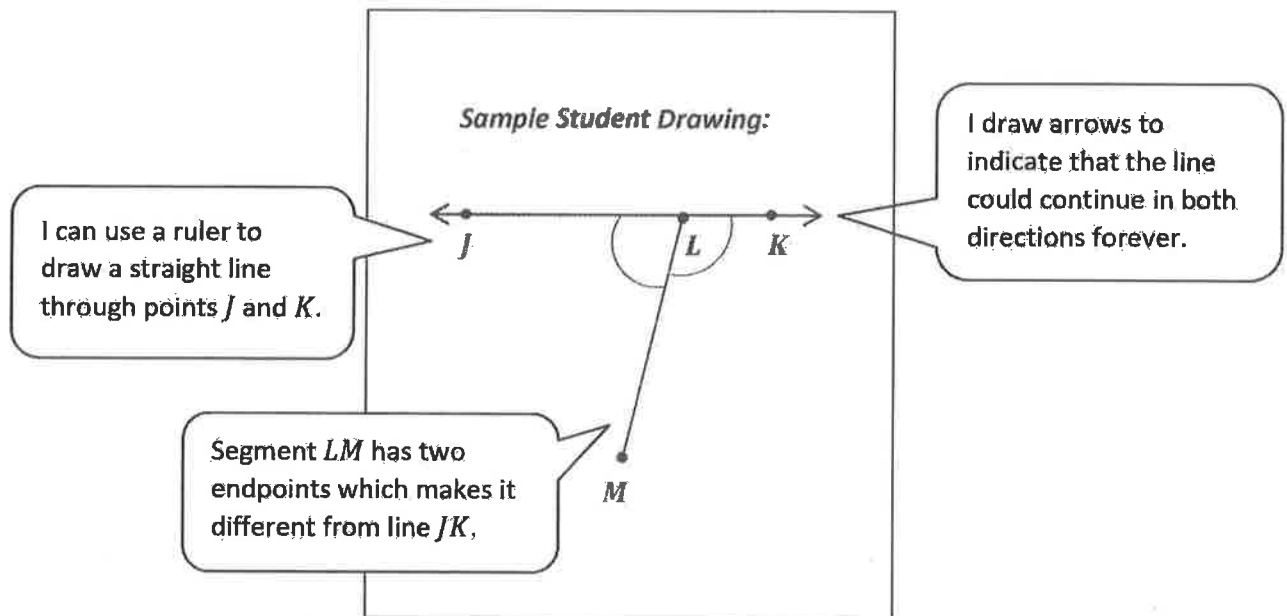 Sample Student Drawing:
I draw arrows to
indicate that the line
could continue in both
directions forever.
I can use a ruler to
draw a straight line
through points J and K.
J
L
K
Segment LM has two
endpoints which makes it
different from line JK,
M